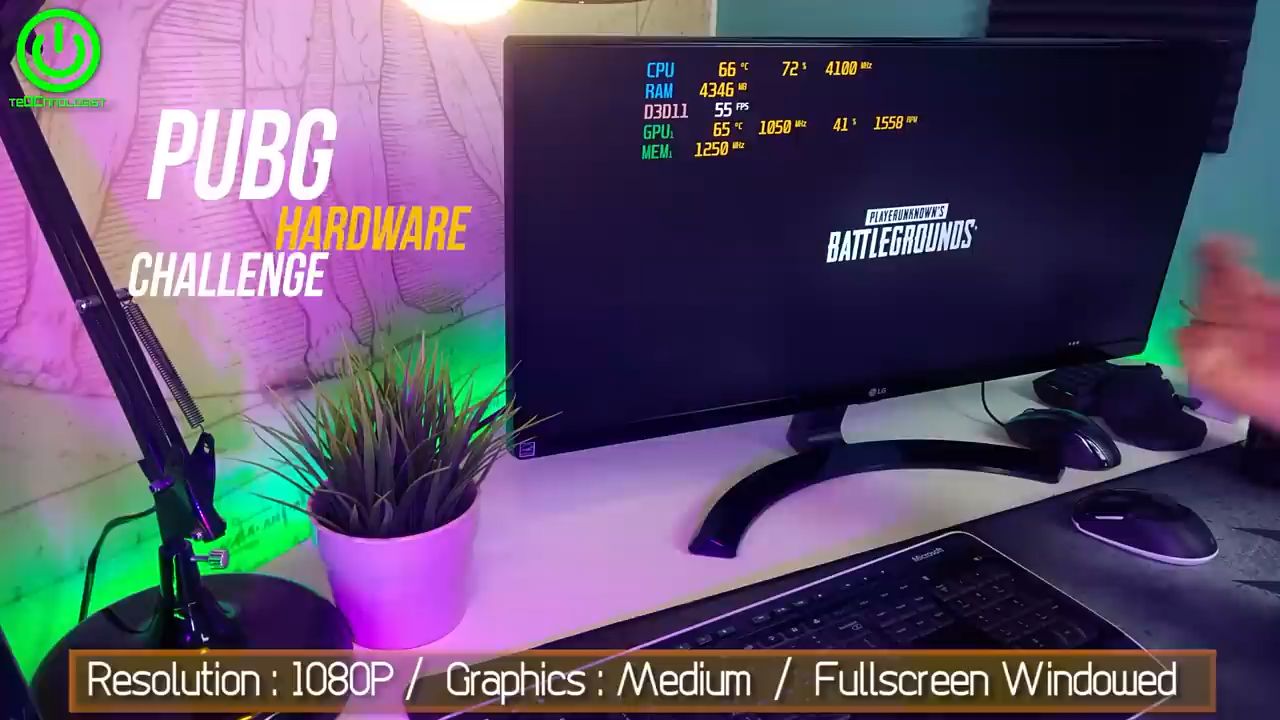 teQCHNOLOGIST
PUBG
HARDWARE
CHALLENGE
CPU 66 °C 72 % 4100 MHz
RAM 4346 MB
D3D11 55 FPS
GPU1 65 °C 1050 MHz 41 % 1558 RPM
MEM1 1250 MHz
PLAYERUNKNOWN'S
BATTLEGROUNDS
LG
Microsoft
Resolution : 1080P / Graphics : Medium / Fullscreen Windowed